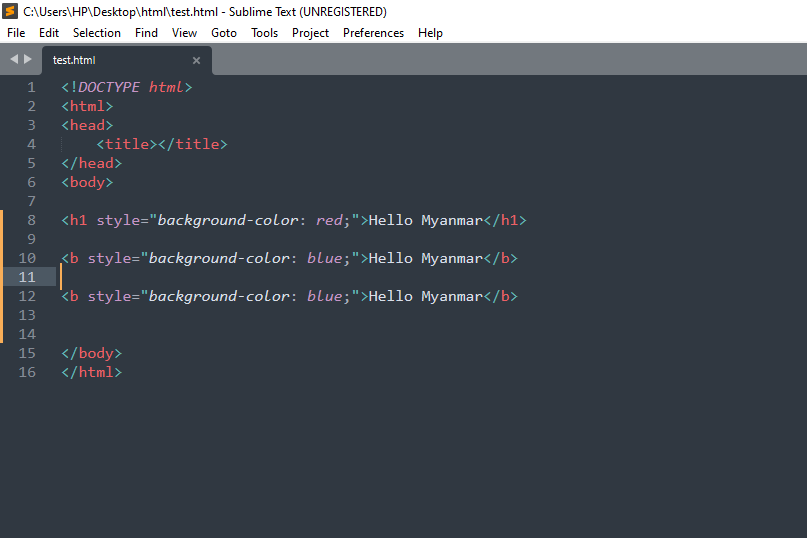 C:\Users\HP\Desktop\html\test.html - Sublime Text (UNREGISTERED)
File Edit Selection Find View Goto Tools Project Preferences Help
test.html
1 <!DOCTYPE html>
2 <html>
3 <head>
4     <title></title>
5 </head>
6 <body>
7
8 <h1 style="background-color: red;">Hello Myanmar</h1>
9
10 <b style="background-color: blue;">Hello Myanmar</b>
11
12 <b style="background-color: blue;">Hello Myanmar</b>
13
14
15 </body>
16 </html>